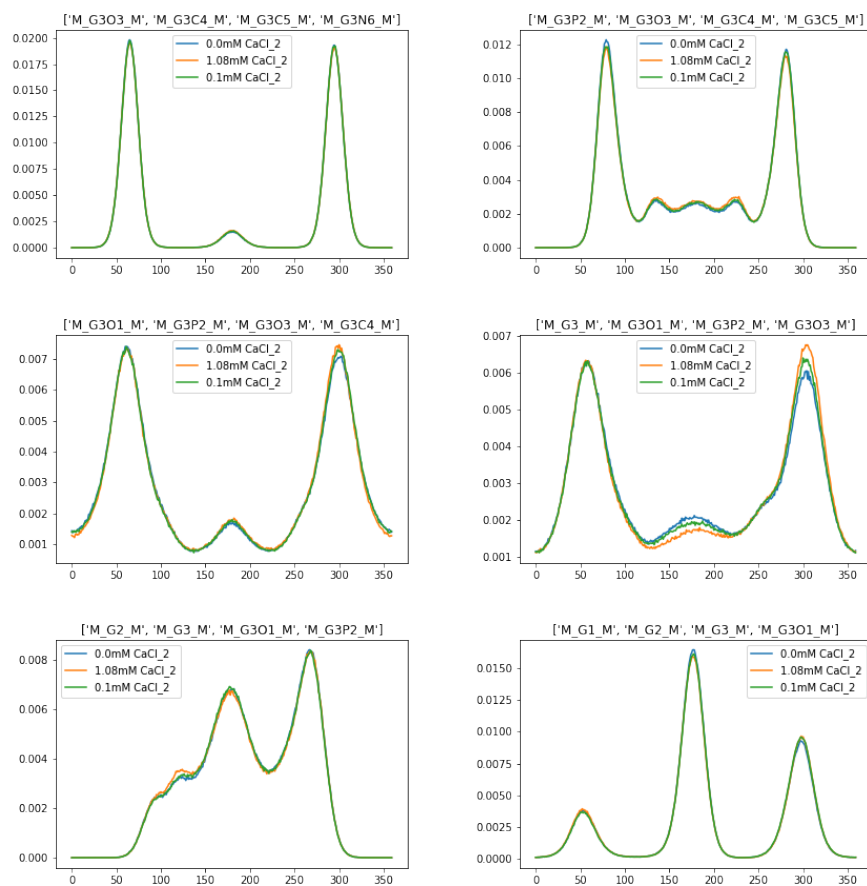 ['M_G3O3_M', 'M_G3C4_M', 'M_G3C5_M', 'M_G3N6_M']
0.0200
0.0175
0.0150
0.0125
0.0100
0.0075
0.0050
0.0025
0.0000
0 50 100 150 200 250 300 350
0.0mM CaCl_2
1.08mM CaCl_2
0.1mM CaCl_2
['M_G3P2_M', 'M_G3O3_M', 'M_G3C4_M', 'M_G3C5_M']
0.012
0.010
0.008
0.006
0.004
0.002
0.000
0 50 100 150 200 250 300 350
0.0mM CaCl_2
1.08mM CaCl_2
0.1mM CaCl_2
['M_G3O1_M', 'M_G3P2_M', 'M_G3O3_M', 'M_G3C4_M']
0.007
0.006
0.005
0.004
0.003
0.002
0.001
0 50 100 150 200 250 300 350
0.0mM CaCl_2
1.08mM CaCl_2
0.1mM CaCl_2
['M_G3_M', 'M_G3O1_M', 'M_G3P2_M', 'M_G3O3_M']
0.007
0.006
0.005
0.004
0.003
0.002
0.001
0 50 100 150 200 250 300 350
0.0mM CaCl_2
1.08mM CaCl_2
0.1mM CaCl_2
['M_G2_M', 'M_G3_M', 'M_G3O1_M', 'M_G3P2_M']
0.008
0.006
0.004
0.002
0.000
0 50 100 150 200 250 300 350
0.0mM CaCl_2
1.08mM CaCl_2
0.1mM CaCl_2
['M_G1_M', 'M_G2_M', 'M_G3_M', 'M_G3O1_M']
0.0150
0.0125
0.0100
0.0075
0.0050
0.0025
0.0000
0 50 100 150 200 250 300 350
0.0mM CaCl_2
1.08mM CaCl_2
0.1mM CaCl_2